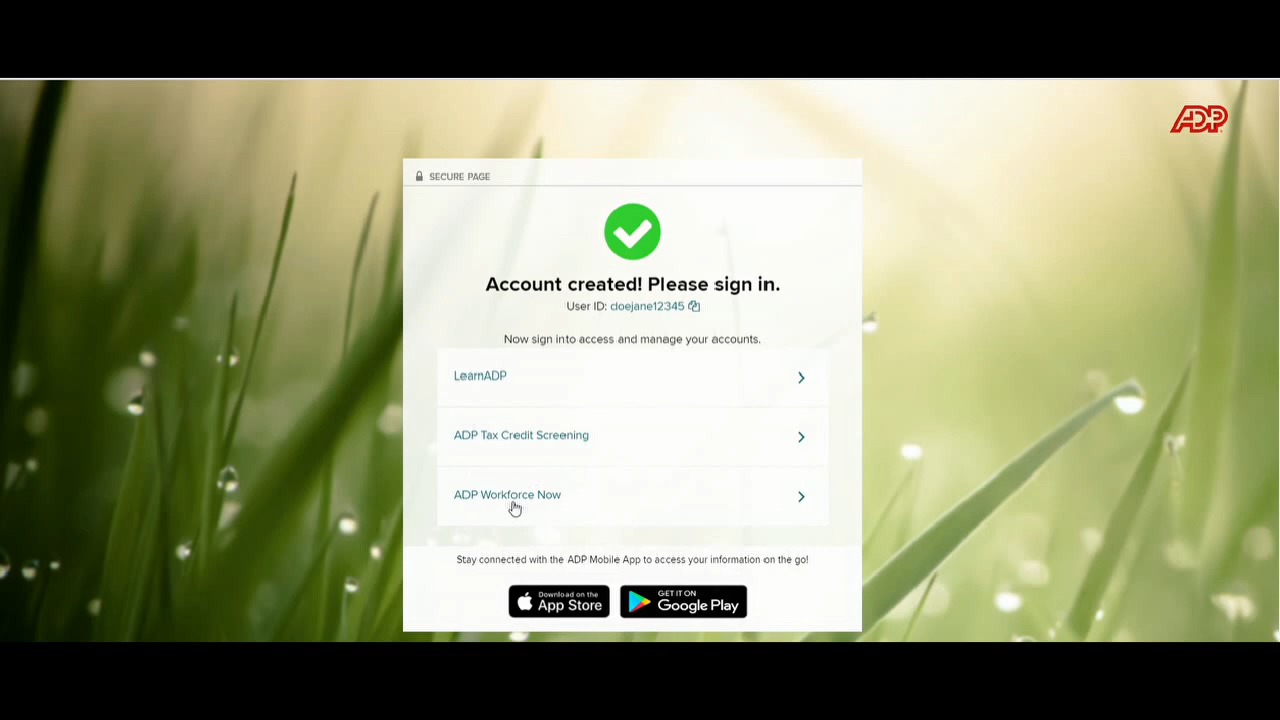 ADP
SECURE PAGE
Account created! Please sign in.
User ID: doejane12345
Now sign into access and manage your accounts.
LearnADP
ADP Tax Credit Screening
ADP Workforce Now
Stay connected with the ADP Mobile App to access your information on the go!
Download on the
App Store
GET IT ON
Google Play